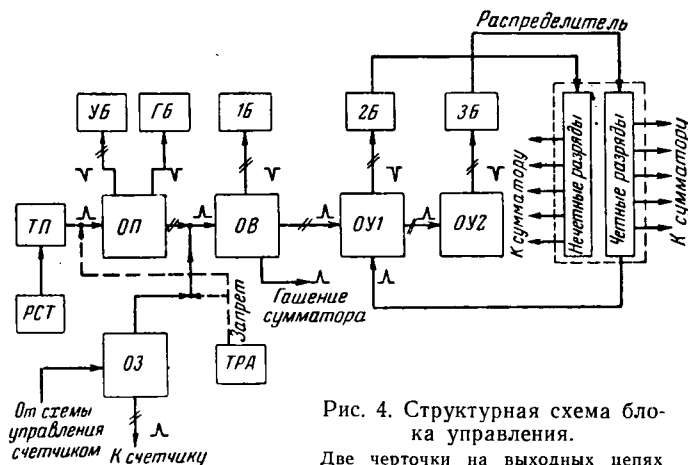 Распределитель
УБ
ГБ
1Б
2Б
3Б
ТП
ОП
ОВ
ОУ1
ОУ2
К сумматору
Нечетные разряды
Четные разряды
К сумматору
РСТ
Запрет
Гашение
сумматора
ОЗ
ТРА
От схемы
управления
счетчиком
К счетчику
Рис. 4. Структурная схема бло-
ка управления.
Две черточки на выходных цепях